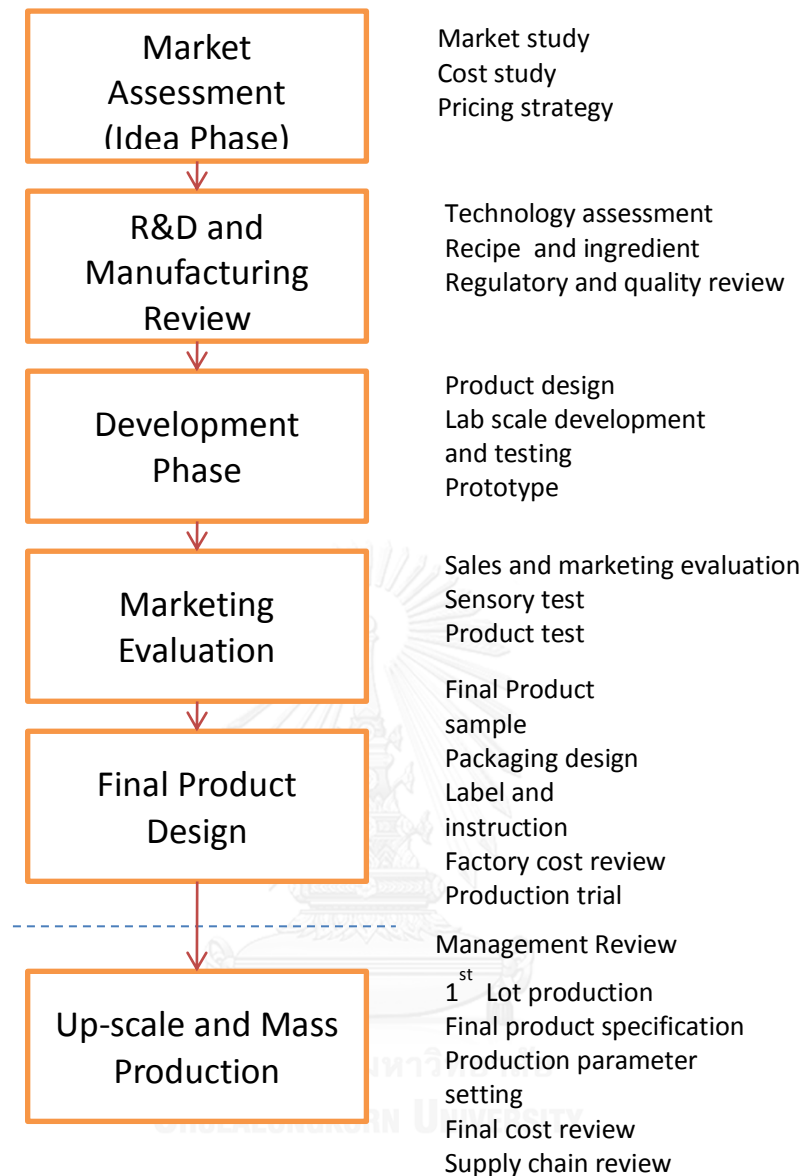 Market
Assessment
(Idea Phase)
Market study
Cost study
Pricing strategy
R&D and
Manufacturing
Review
Technology assessment
Recipe and ingredient
Regulatory and quality review
Development
Phase
Product design
Lab scale development
and testing
Prototype
Marketing
Evaluation
Sales and marketing evaluation
Sensory test
Product test
Final Product
Design
Final Product
sample
Packaging design
Label and
instruction
Factory cost review
Production trial
Management Review
Up-scale and Mass
Production
1st Lot production
Final product specification
Production parameter
setting
Final cost review
Supply chain review
UNIVERSITY